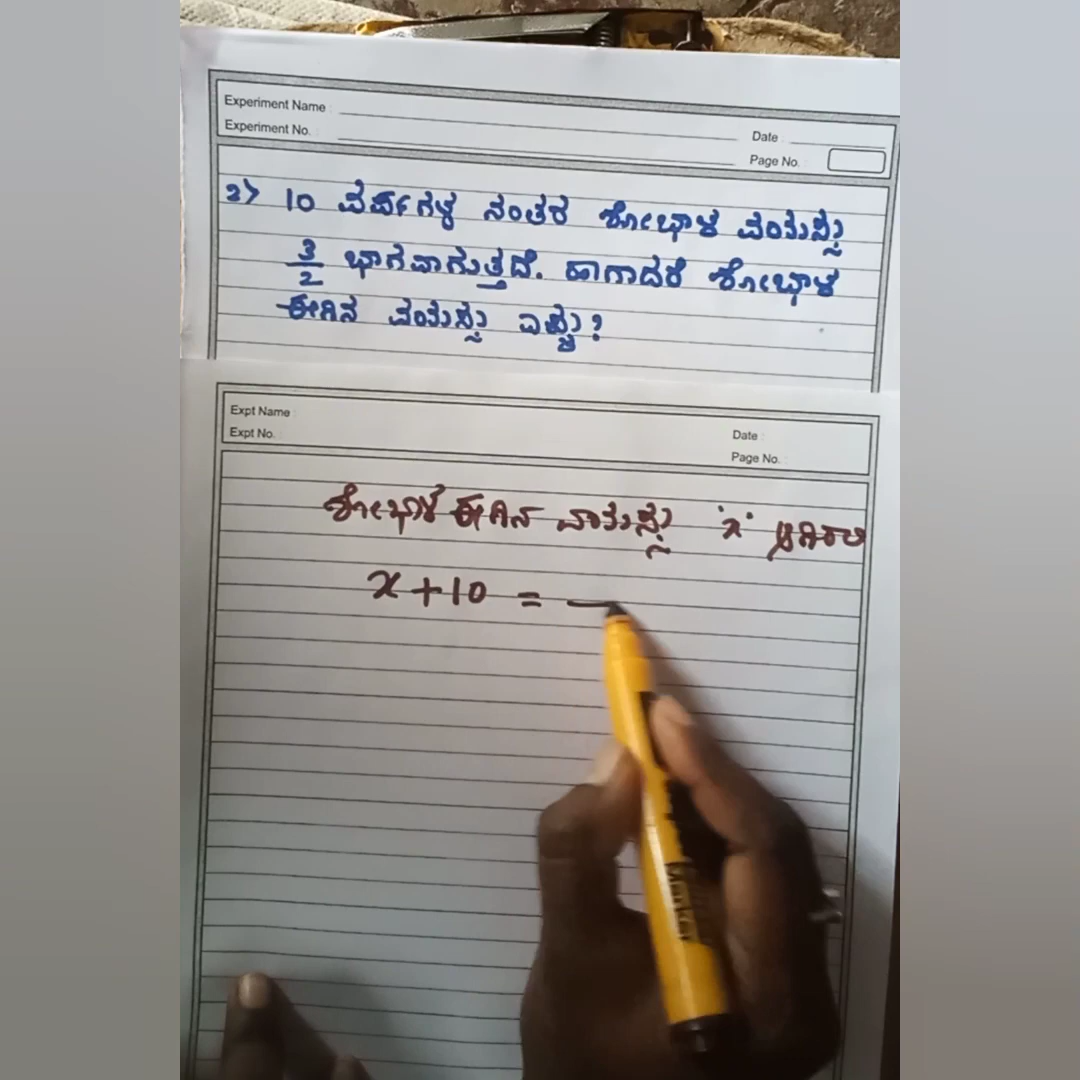 Experiment Name
Experiment No.
Date
Page No.
2) 10 ವರ್ಷಗಳ ನಂತರ ಶೋಭಾಳ ವಯಸ್ಸು
3/2 ಭಾಗವಾಗುತ್ತದೆ. ಹಾಗಾದರೆ ಶೋಭಾಳ
ಈಗಿನ ವಯಸ್ಸು ಎಷ್ಟು?
Expt Name
Expt No.
Date
Page No.
ಶೋಭಾಳ ಈಗಿನ ವಯಸ್ಸು 'x' ಆಗಿರಲಿ
x + 10 =